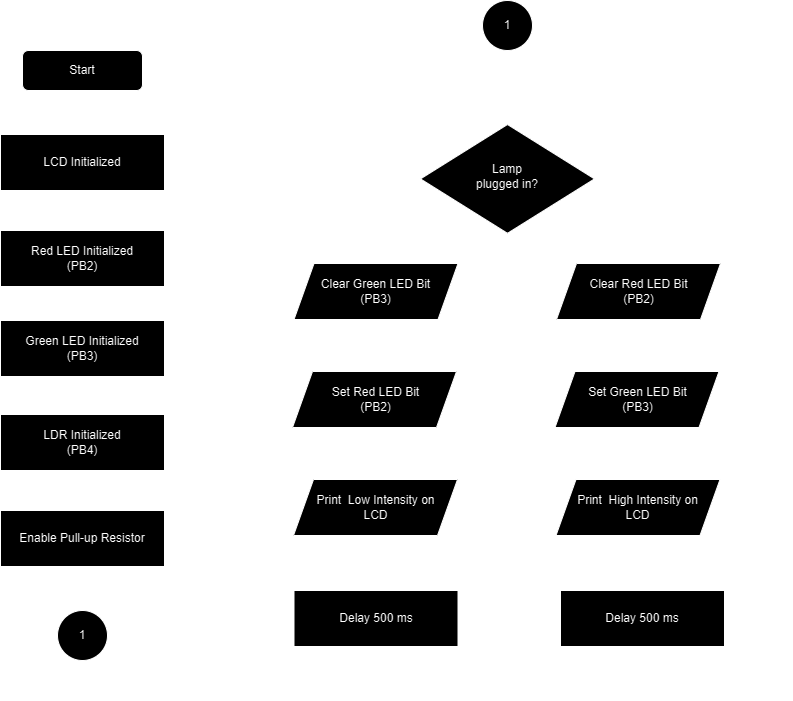 Start
LCD Initialized
Red LED Initialized
(PB2)
Green LED Initialized
(PB3)
LDR Initialized
(PB4)
Enable Pull-up Resistor
1
1
Lamp
plugged in?
Clear Green LED Bit
(PB3)
Set Red LED Bit
(PB2)
Print  Low Intensity on
LCD
Delay 500 ms
Clear Red LED Bit
(PB2)
Set Green LED Bit
(PB3)
Print  High Intensity on
LCD
Delay 500 ms